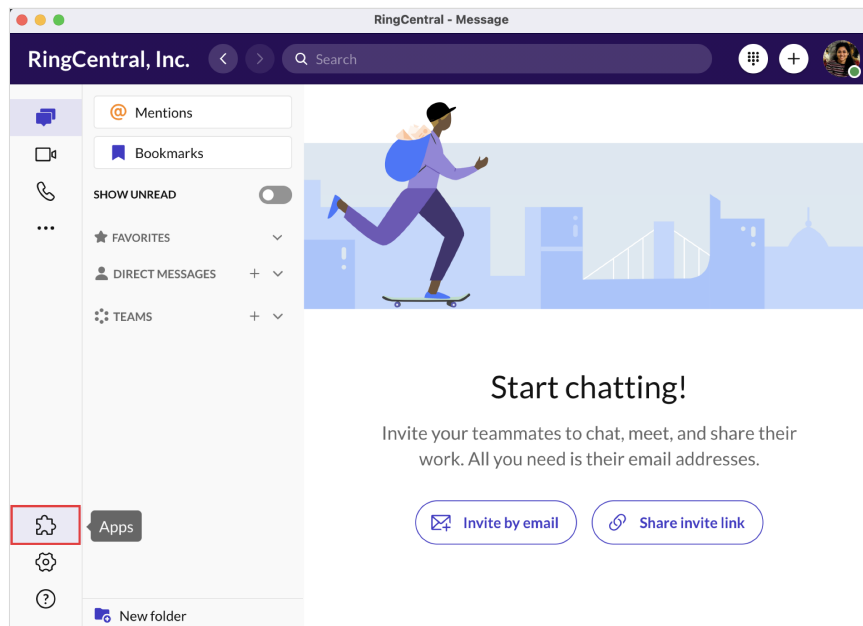 RingCentral - Message
RingCentral, Inc.
Search
@ Mentions
Bookmarks
SHOW UNREAD
FAVORITES
DIRECT MESSAGES
TEAMS
Start chatting!
Invite your teammates to chat, meet, and share their
work. All you need is their email addresses.
Invite by email
Share invite link
Apps
New folder